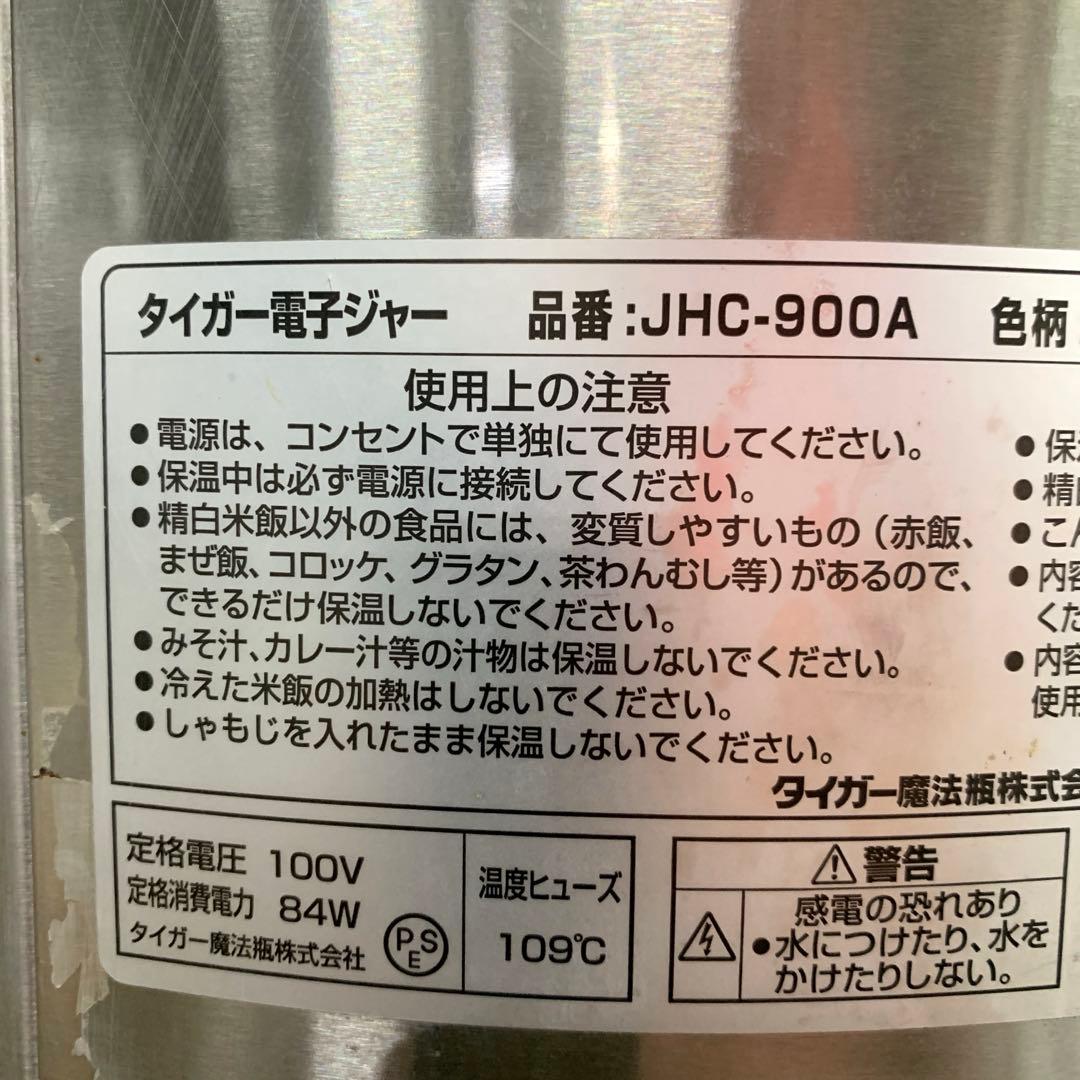 タイガー電子ジャー 品番:JHC-900A 色柄
使用上の注意
●電源は、コンセントで単独にて使用してください。
●保温中は必ず電源に接続してください。
●精白米飯以外の食品には、変質しやすいもの（赤飯、
まぜ飯、コロッケ、グラタン、茶わんむし等）があるので、
できるだけ保温しないでください。
●みそ汁、カレー汁等の汁物は保温しないでください。
●冷えた米飯の加熱はしないでください。
●しゃもじを入れたまま保温しないでください。
●保
●精
●こ
●内容
くだ
●内容
使用
タイガー魔法瓶株式会
定格電圧 100V
定格消費電力 84W
タイガー魔法瓶株式会社
PSE
温度ヒューズ
109℃
警告
感電の恐れあり
●水につけたり、水を
かけたりしない。